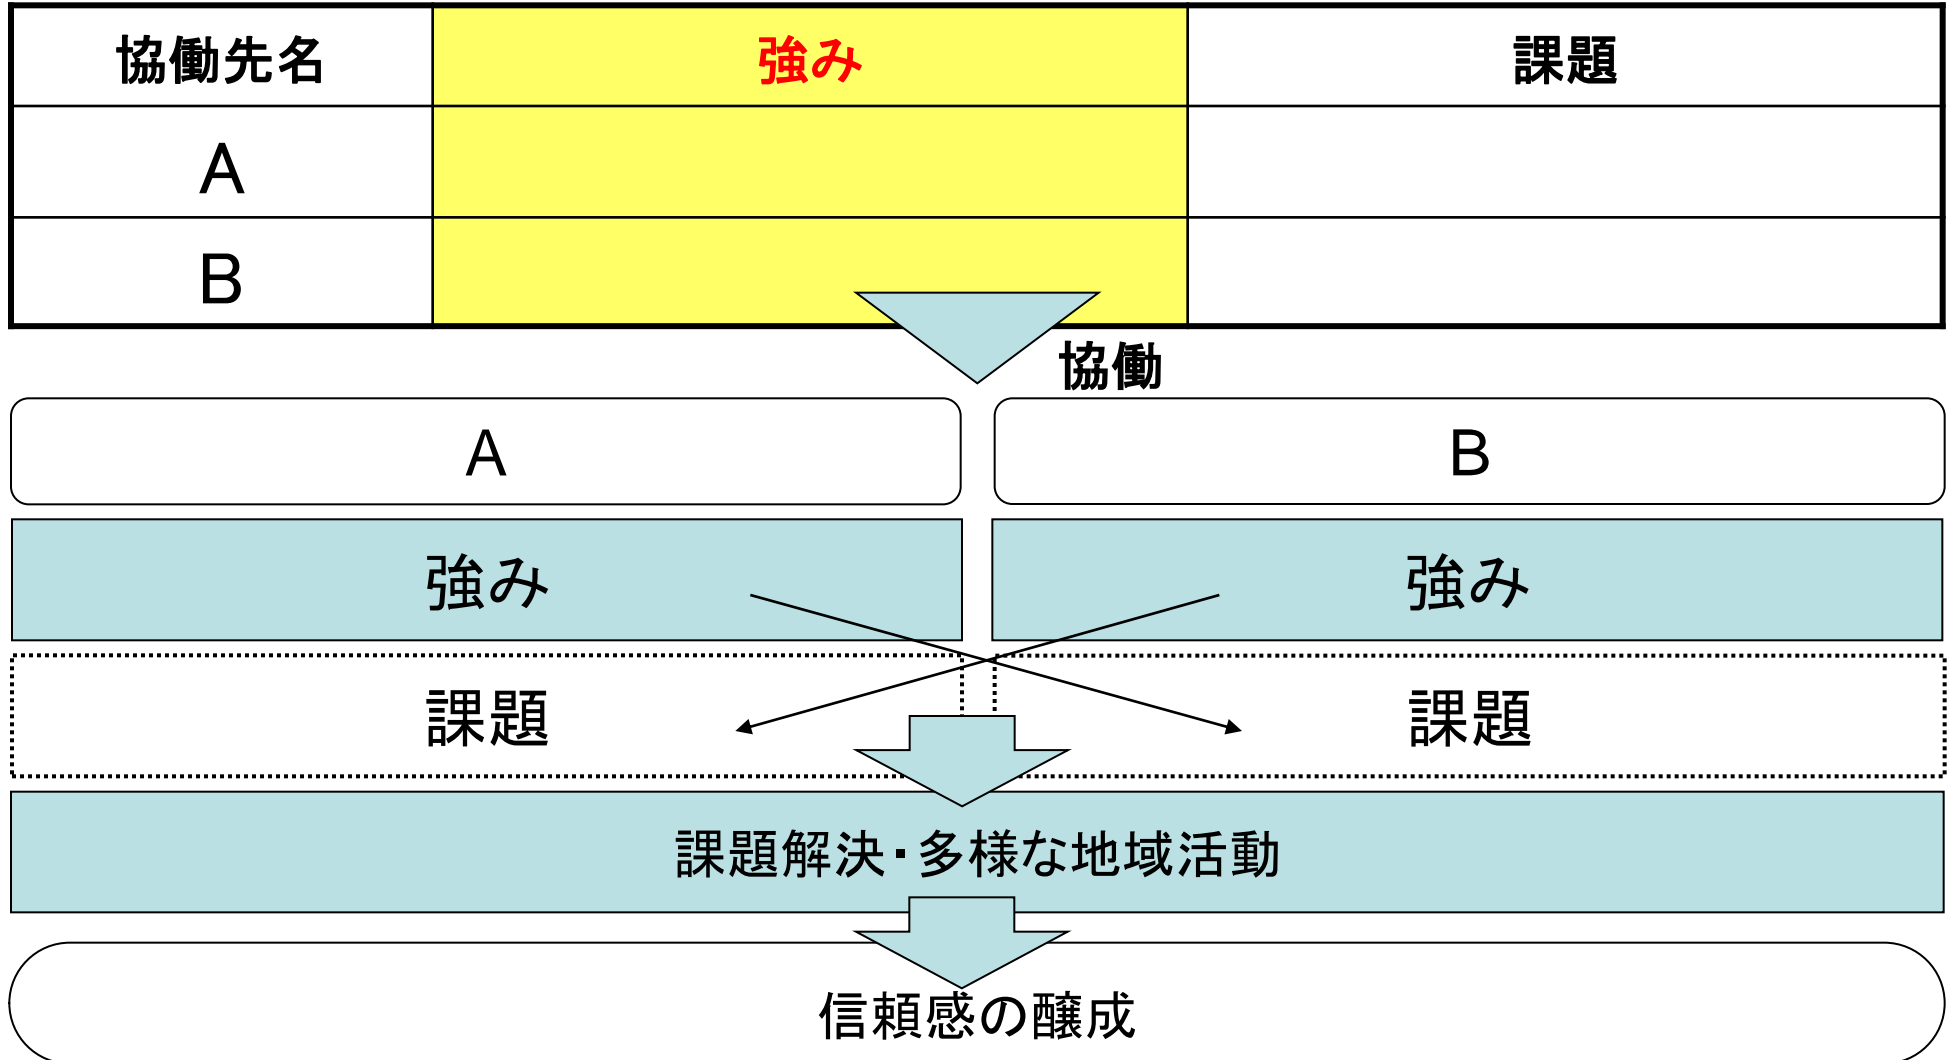 協働先名 強み 課題
A
B
協働
A B
強み 強み
課題 課題
課題解決・多様な地域活動
信頼感の醸成